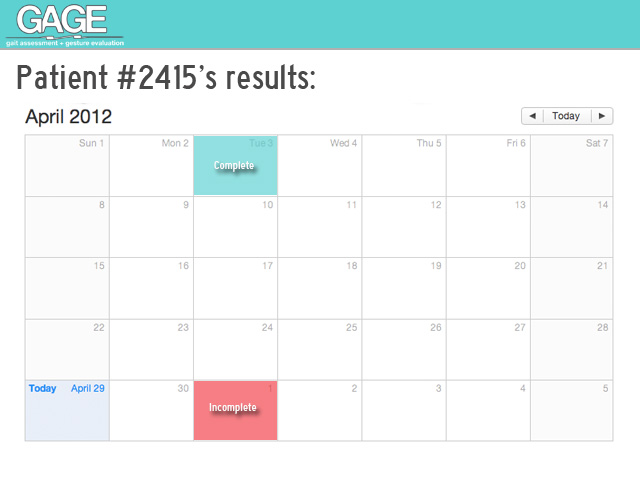 GAGE
gait assessment + gesture evaluation
Patient #2415's results:
April 2012
◄ Today ►
Sun 1 Mon 2 Tue 3 Wed 4 Thu 5 Fri 6 Sat 7
Complete
8 9 10 11 12 13 14
15 16 17 18 19 20 21
22 23 24 25 26 27 28
Today April 29 30 1 2 3 4 5
Incomplete